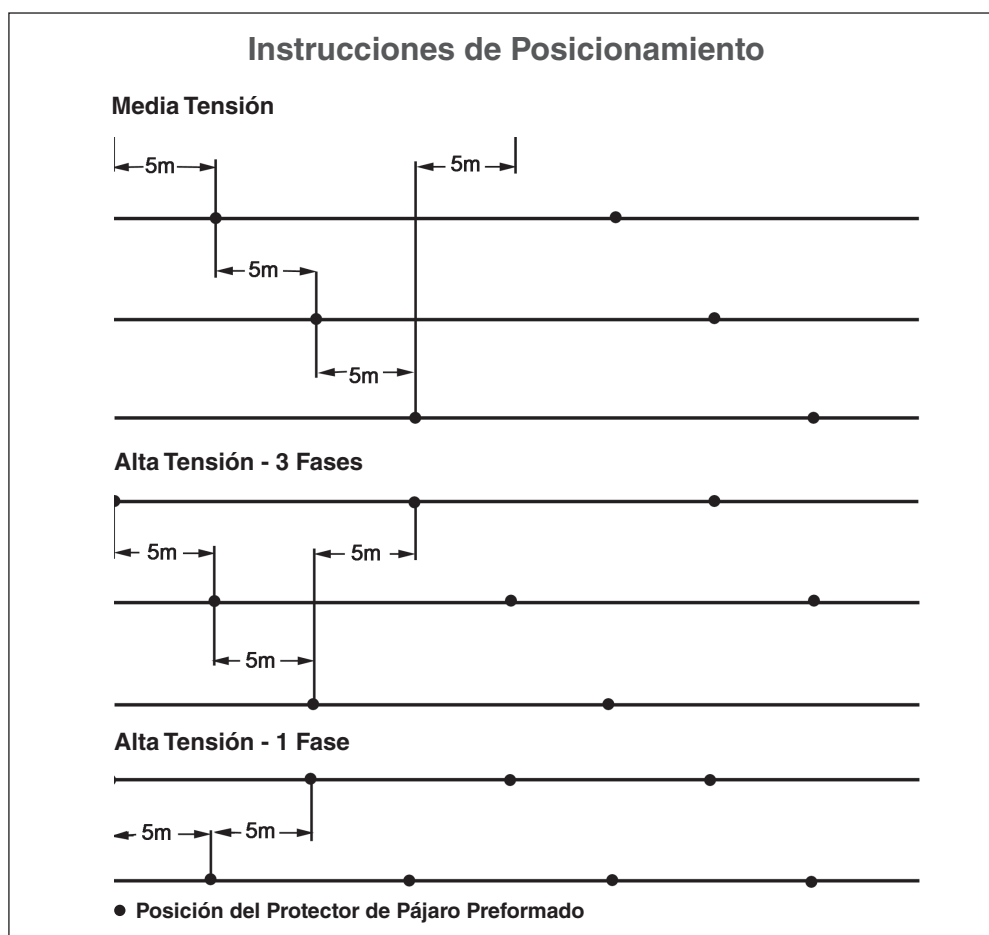 Instrucciones de Posicionamiento
Media Tensión
5m
5m
5m
5m
Alta Tensión - 3 Fases
5m
5m
5m
Alta Tensión - 1 Fase
5m
5m
Posición del Protector de Pájaro Preformado